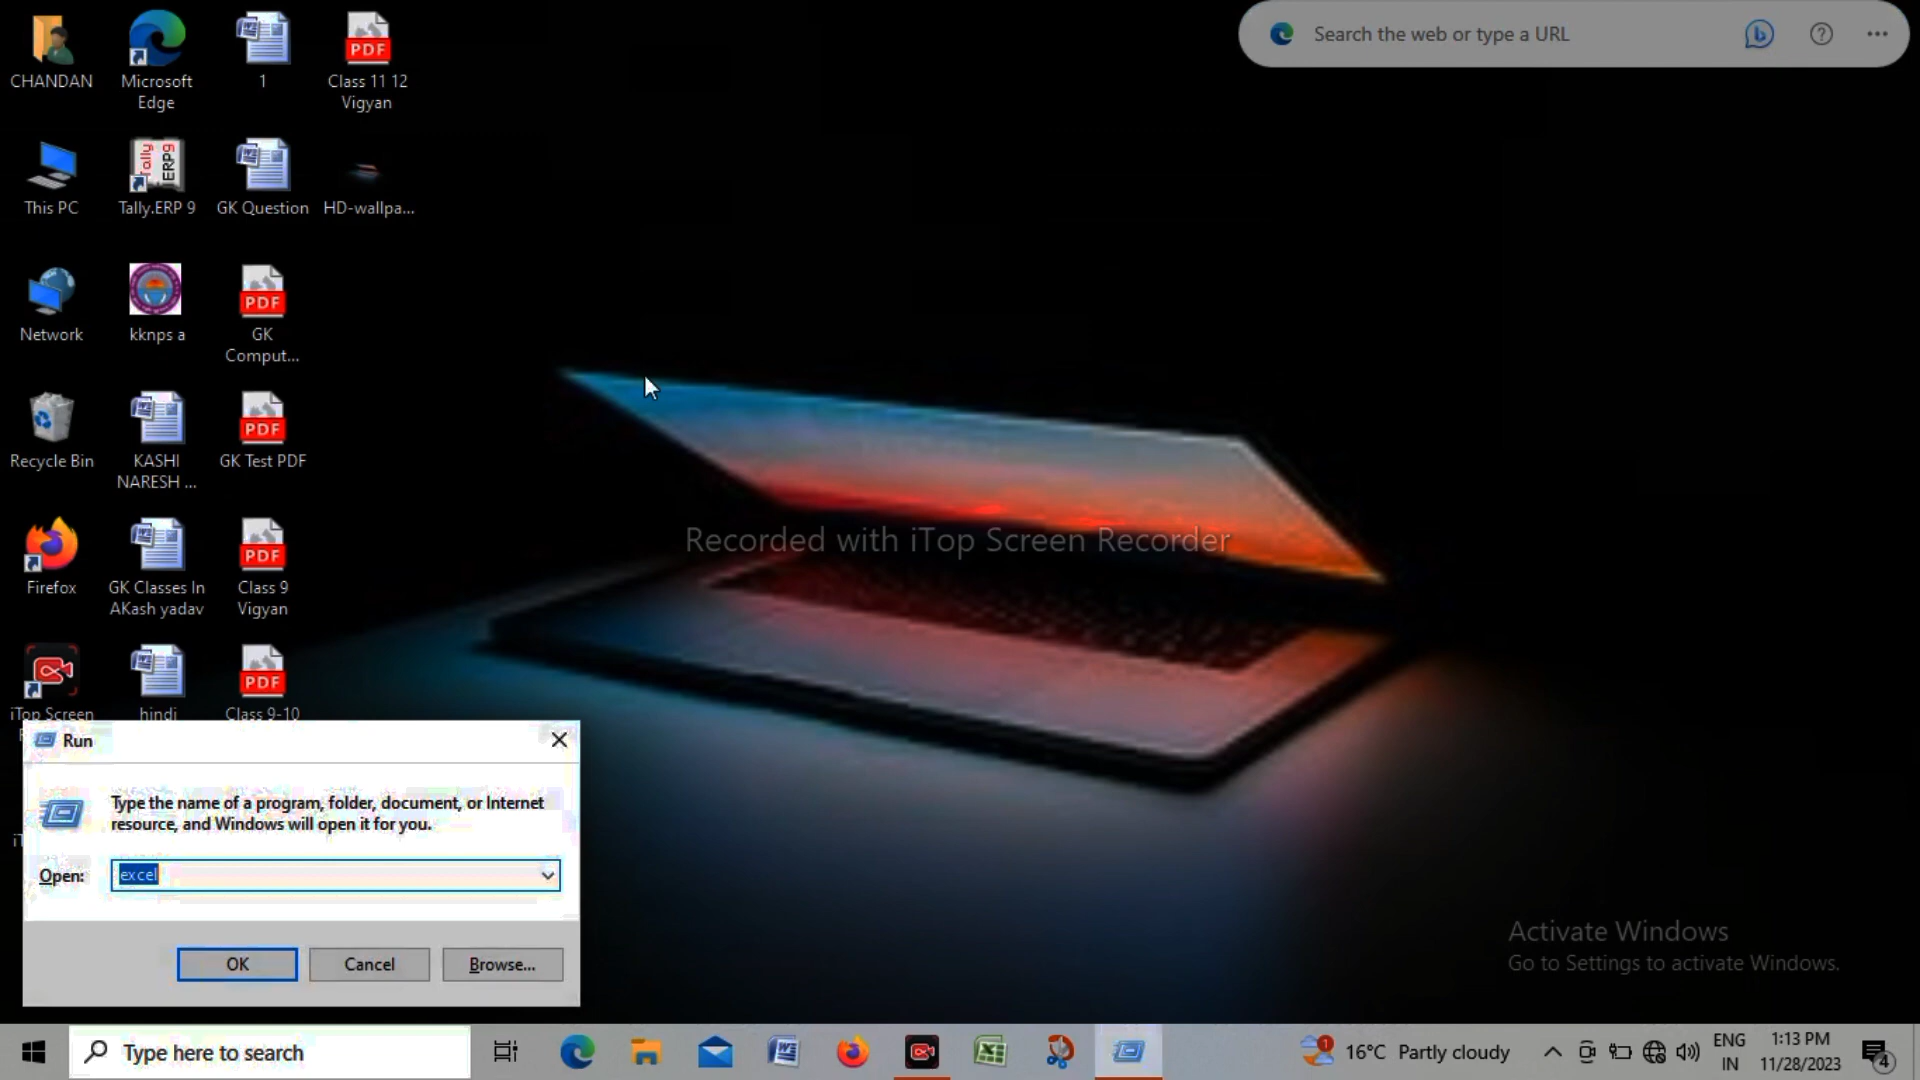 CHANDAN
Microsoft
Edge
1
Class 11 12
Vigyan
This PC
Tally.ERP 9
GK Question
HD-wallpa...
Network
kknps a
GK
Comput...
Recycle Bin
KASHI
NARESH ...
GK Test PDF
Firefox
GK Classes In
AKash yadav
Class 9
Vigyan
iTop Screen
hindi
Class 9-10
Search the web or type a URL
Recorded with iTop Screen Recorder
Run
Type the name of a program, folder, document, or Internet
resource, and Windows will open it for you.
Open:
excel
OK
Cancel
Browse...
Activate Windows
Go to Settings to activate Windows.
Type here to search
1
16°C Partly cloudy
ENG
IN
1:13 PM
11/28/2023
4
PDF
Tally
ERP9
PDF
PDF
PDF
PDF